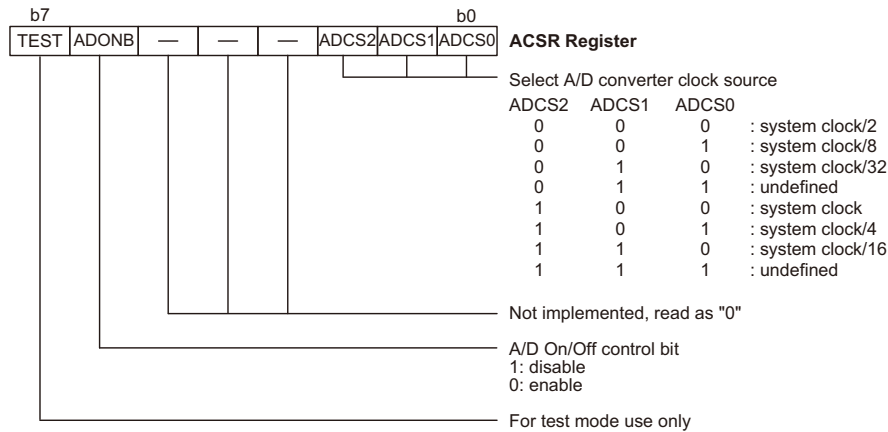 b7 b0
TEST ADONB — — — ADCS2 ADCS1 ADCS0 ACSR Register
Select A/D converter clock source
ADCS2 ADCS1 ADCS0
0 0 0 : system clock/2
0 0 1 : system clock/8
0 1 0 : system clock/32
0 1 1 : undefined
1 0 0 : system clock
1 0 1 : system clock/4
1 1 0 : system clock/16
1 1 1 : undefined
Not implemented, read as "0"
A/D On/Off control bit
1: disable
0: enable
For test mode use only